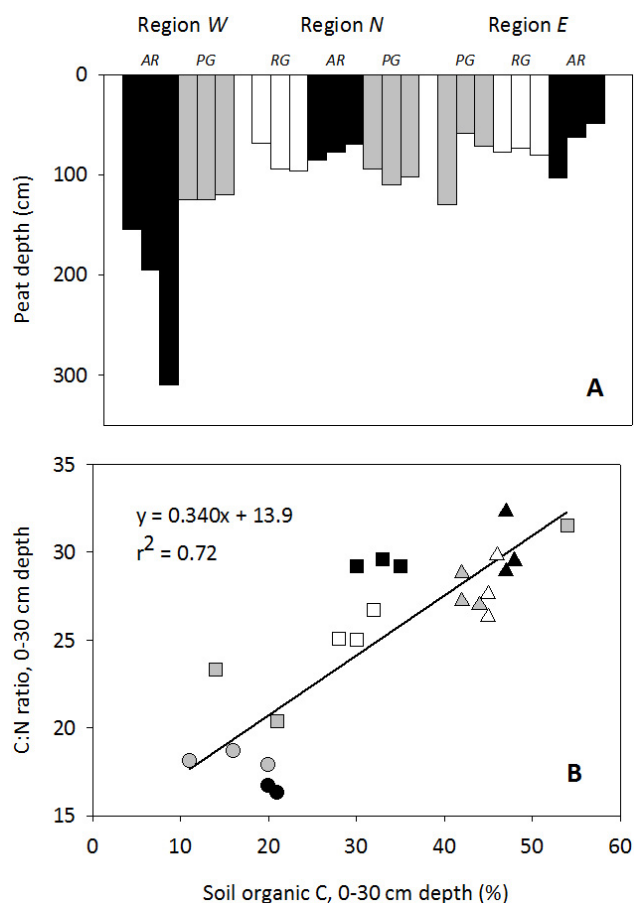 Region W Region N Region E
AR PG RG AR PG PG RG AR
0
100
200
300
Peat depth (cm)
A
35
30
25
20
15
C:N ratio, 0-30 cm depth
y = 0.340x + 13.9
r² = 0.72
B
0 10 20 30 40 50 60
Soil organic C, 0-30 cm depth (%)